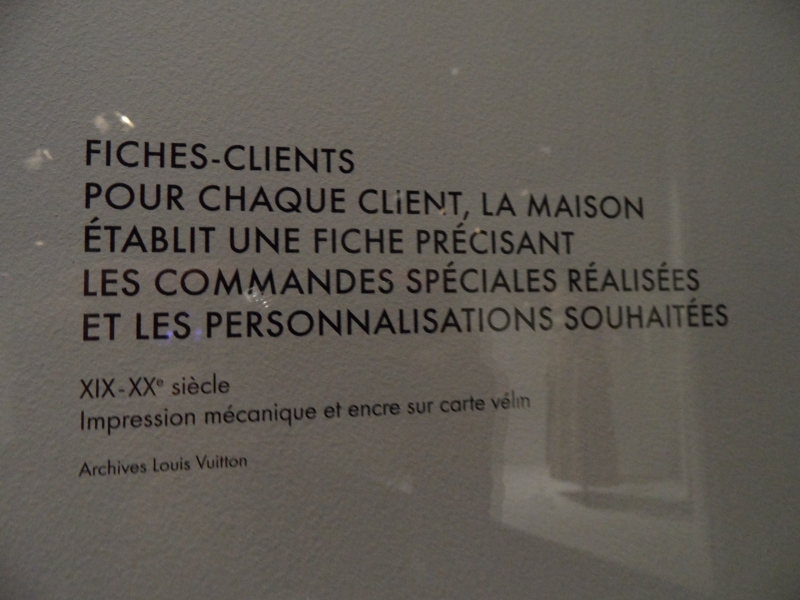 FICHES-CLIENTS
POUR CHAQUE CLIENT, LA MAISON
ÉTABLIT UNE FICHE PRÉCISANT
LES COMMANDES SPÉCIALES RÉALISÉES
ET LES PERSONNALISATIONS SOUHAITÉES
XIX-XXᵉ siècle
Impression mécanique et encre sur carte vélin
Archives Louis Vuitton